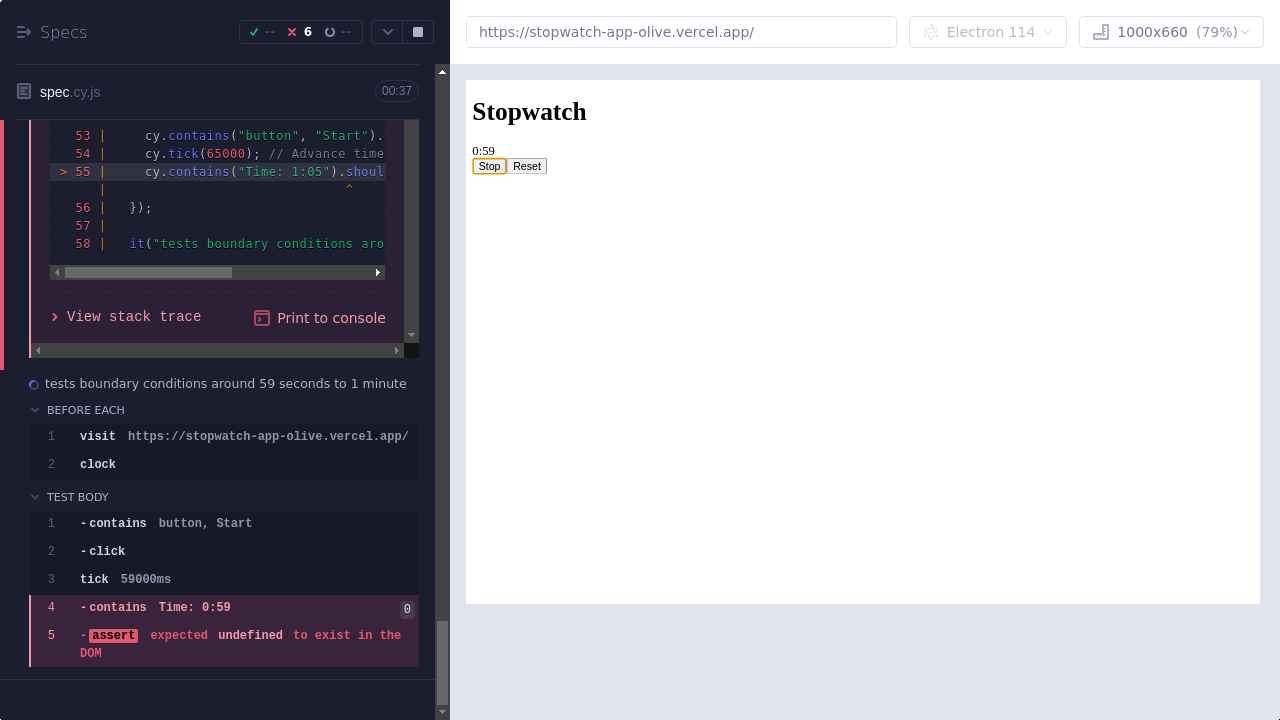 Specs
-- 6 --
spec.cy.js
00:37
53 | cy.contains("button", "Start").
54 | cy.tick(65000); // Advance time
> 55 | cy.contains("Time: 1:05").shoul
| ^
56 | });
57 |
58 | it("tests boundary conditions aro
View stack trace
Print to console
tests boundary conditions around 59 seconds to 1 minute
BEFORE EACH
1 visit https://stopwatch-app-olive.vercel.app/
2 clock
TEST BODY
1 -contains button, Start
2 -click
3 tick 59000ms
4 -contains Time: 0:59 0
5 -assert expected undefined to exist in the
DOM
https://stopwatch-app-olive.vercel.app/
Electron 114
1000x660 (79%)
Stopwatch
0:59
Stop Reset